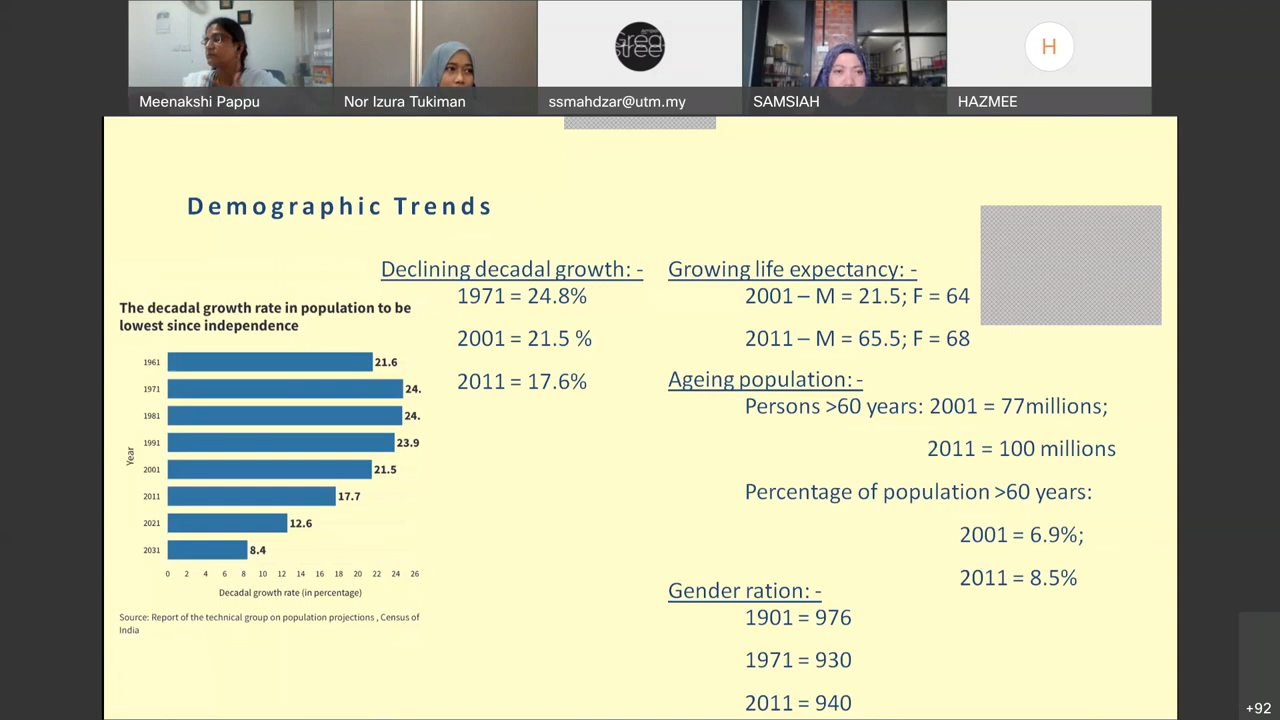 Meenakshi Pappu
Nor Izura Tukiman
ssmahdzar@utm.my
SAMSIAH
H
HAZMEE
Demographic Trends
The decadal growth rate in population to be
lowest since independence
Year
1961
21.6
1971
24.
1981
24.
1991
23.9
2001
21.5
2011
17.7
2021
12.6
2031
8.4
0 2 4 6 8 10 12 14 16 18 20 22 24 26
Decadal growth rate (in percentage)
Source: Report of the technical group on population projections , Census of
India
Declining decadal growth: -
1971 = 24.8%
2001 = 21.5 %
2011 = 17.6%
Growing life expectancy: -
2001 – M = 21.5; F = 64
2011 – M = 65.5; F = 68
Ageing population: -
Persons >60 years: 2001 = 77millions;
2011 = 100 millions
Percentage of population >60 years:
2001 = 6.9%;
2011 = 8.5%
Gender ration: -
1901 = 976
1971 = 930
2011 = 940
+92